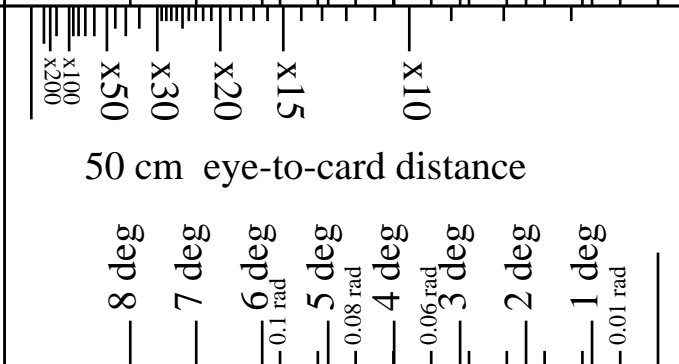 x200 x100 x50 x30 x20 x15 x10
50 cm eye-to-card distance
8 deg 7 deg 6 deg 0.1 rad 5 deg 0.08 rad 4 deg 0.06 rad 3 deg 2 deg 1 deg 0.01 rad